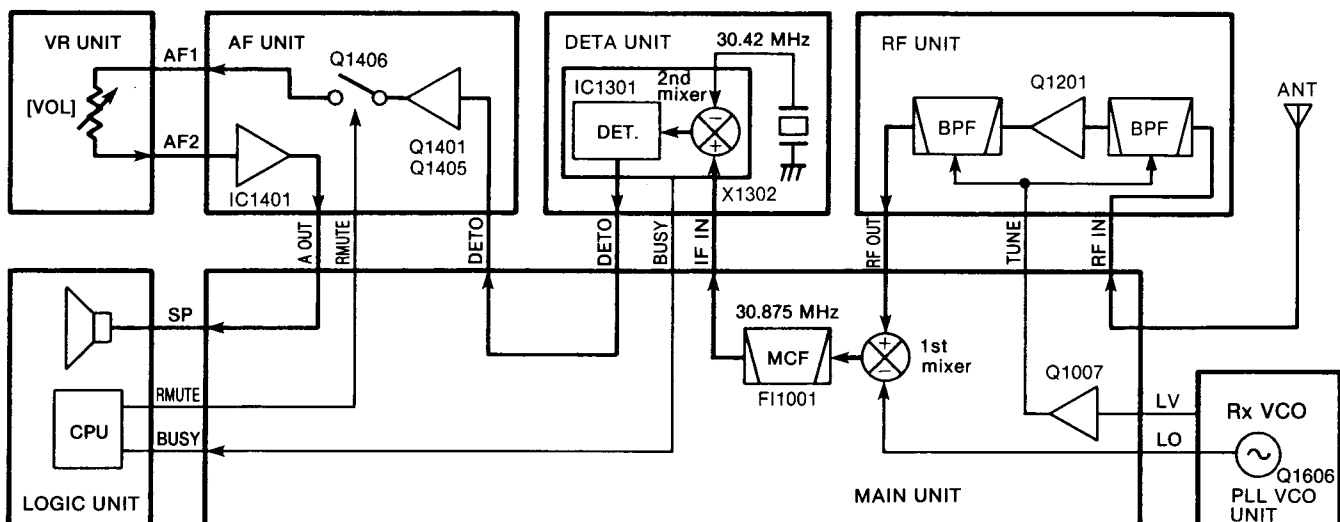 VR UNIT
AF1
[VOL]
AF2
AF UNIT
Q1406
Q1401
Q1405
IC1401
DETA UNIT
30.42 MHz
IC1301
2nd
mixer
DET.
−
+
X1302
RF UNIT
Q1201
BPF
BPF
ANT
A OUT
RMUTE
DETO
DETO
BUSY
IF IN
RF OUT
TUNE
RF IN
SP
RMUTE
CPU
BUSY
LOGIC UNIT
30.875 MHz
MCF
FI1001
+
−
1st
mixer
Q1007
LV
LO
MAIN UNIT
Rx VCO
Q1606
PLL VCO
UNIT